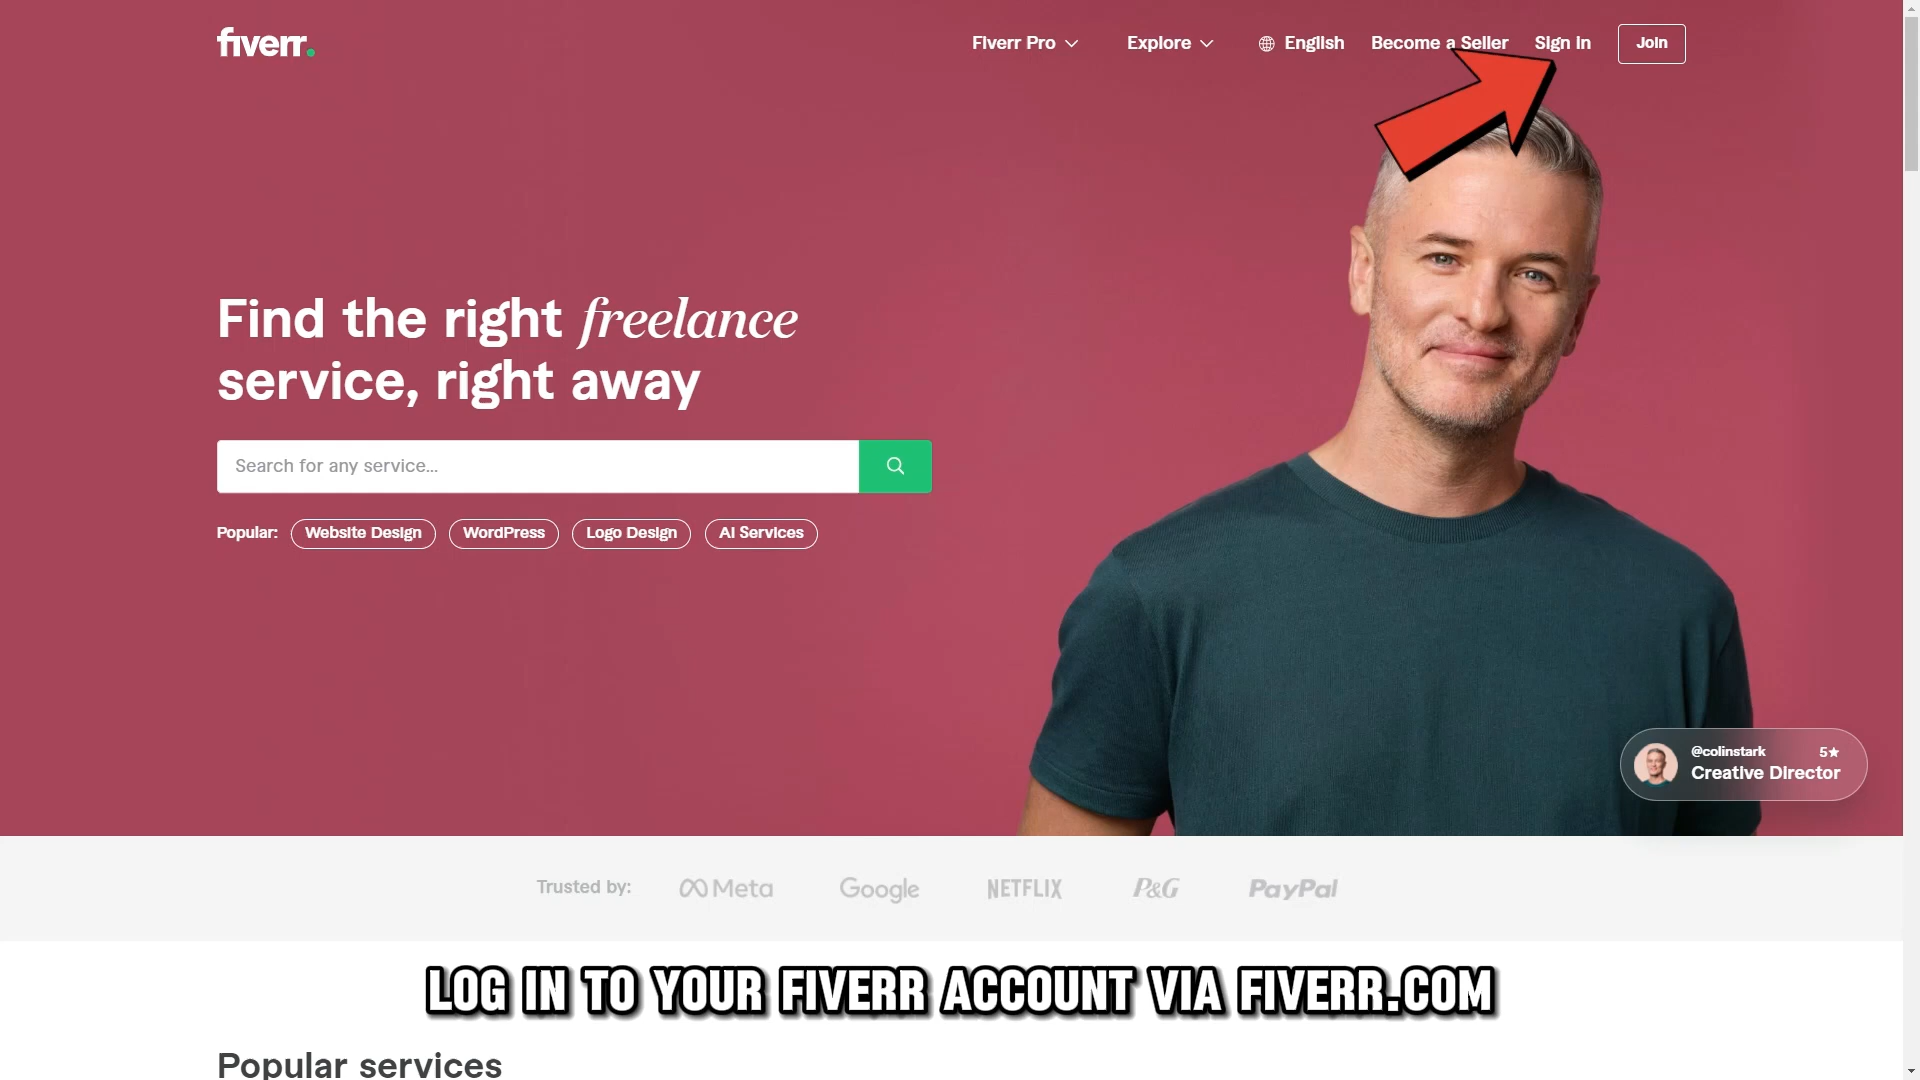 fiverr.
Fiverr Pro
Explore
English
Become a Seller
Sign in
Join
Find the right freelance
service, right away
Search for any service...
Popular:
Website Design
WordPress
Logo Design
AI Services
@colinstark
5★
Creative Director
Trusted by:
Meta
Google
NETFLIX
P&G
PayPal
LOG IN TO YOUR FIVERR ACCOUNT VIA FIVERR.COM
Popular services